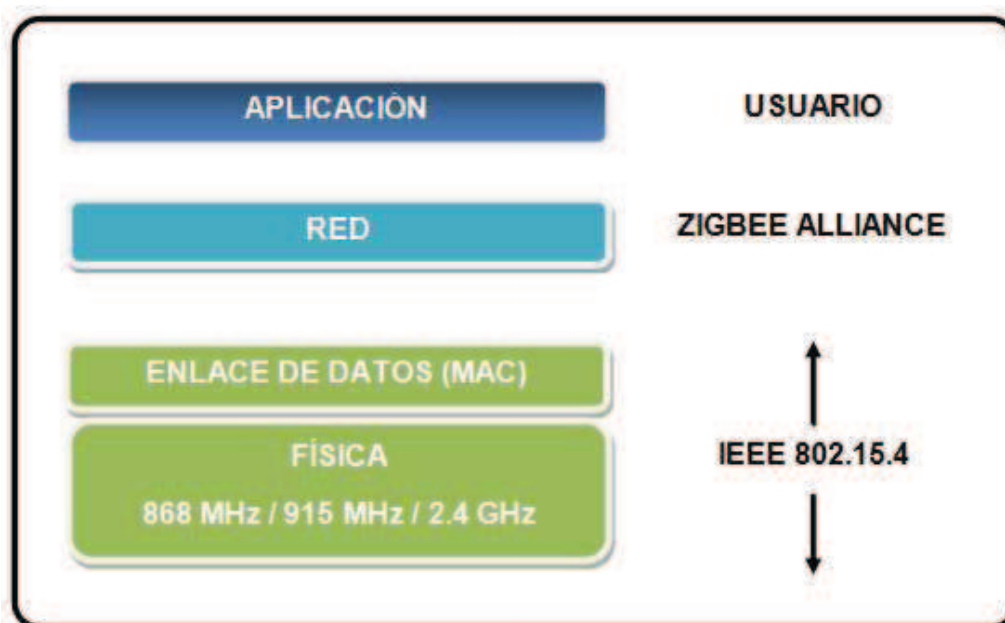 APLICACIÓN
USUARIO
RED
ZIGBEE ALLIANCE
ENLACE DE DATOS (MAC)
FÍSICA
868 MHz / 915 MHz / 2.4 GHz
IEEE 802.15.4